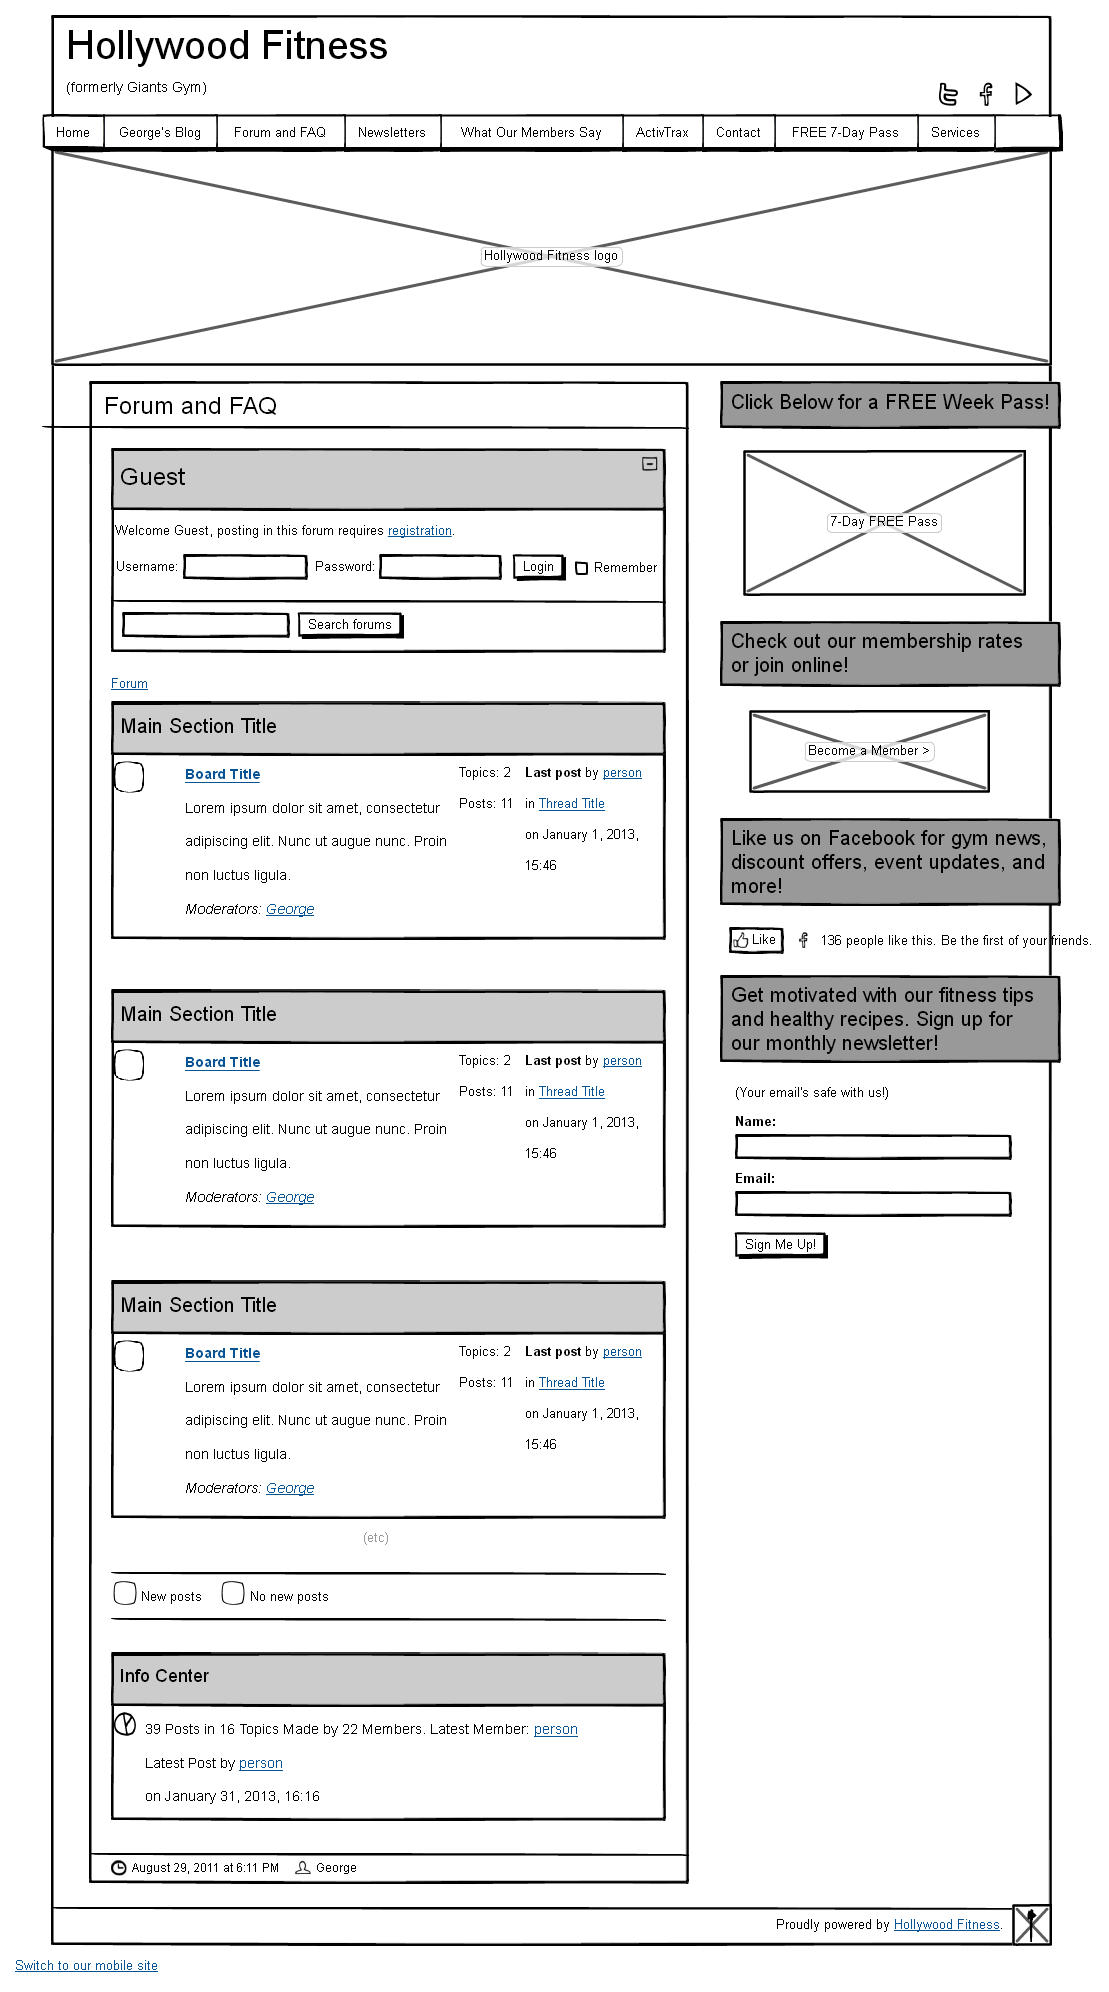 Hollywood Fitness
(formerly Giants Gym)
Home George's Blog Forum and FAQ Newsletters What Our Members Say ActivTrax Contact FREE 7-Day Pass Services
Hollywood Fitness logo
Forum and FAQ
Guest
Welcome Guest, posting in this forum requires registration.
Username: Password: Login Remember
Search forums
Forum
Main Section Title
Board Title
Lorem ipsum dolor sit amet, consectetur
adipiscing elit. Nunc ut augue nunc. Proin
non luctus ligula.
Moderators: George
Topics: 2
Posts: 11
Last post by person
in Thread Title
on January 1, 2013,
15:46
Main Section Title
Board Title
Lorem ipsum dolor sit amet, consectetur
adipiscing elit. Nunc ut augue nunc. Proin
non luctus ligula.
Moderators: George
Topics: 2
Posts: 11
Last post by person
in Thread Title
on January 1, 2013,
15:46
Main Section Title
Board Title
Lorem ipsum dolor sit amet, consectetur
adipiscing elit. Nunc ut augue nunc. Proin
non luctus ligula.
Moderators: George
Topics: 2
Posts: 11
Last post by person
in Thread Title
on January 1, 2013,
15:46
(etc)
New posts No new posts
Info Center
39 Posts in 16 Topics Made by 22 Members. Latest Member: person
Latest Post by person
on January 31, 2013, 16:16
August 29, 2011 at 6:11 PM George
Click Below for a FREE Week Pass!
7-Day FREE Pass
Check out our membership rates
or join online!
Become a Member >
Like us on Facebook for gym news,
discount offers, event updates, and
more!
Like 136 people like this. Be the first of your friends.
Get motivated with our fitness tips
and healthy recipes. Sign up for
our monthly newsletter!
(Your email's safe with us!)
Name:
Email:
Sign Me Up!
Proudly powered by Hollywood Fitness.
Switch to our mobile site